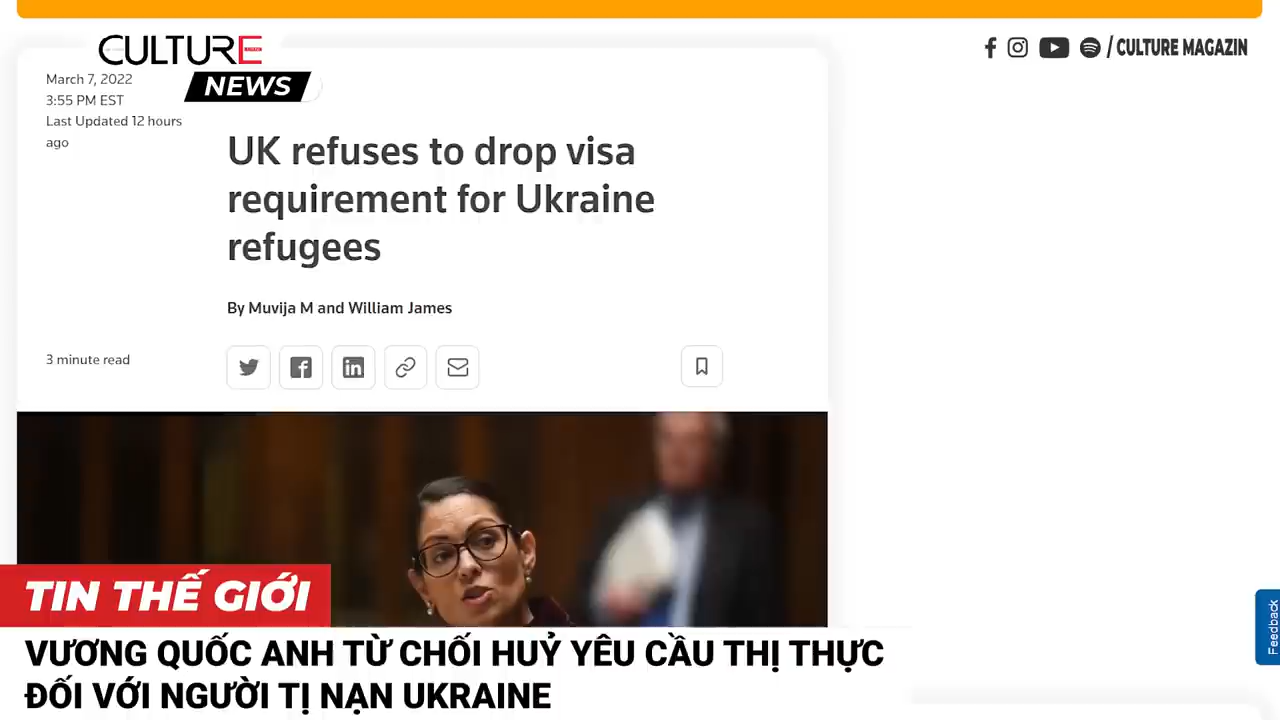 CULTURE
NEWS
/ CULTURE MAGAZIN
March 7, 2022
3:55 PM EST
Last Updated 12 hours
ago
UK refuses to drop visa
requirement for Ukraine
refugees
By Muvija M and William James
3 minute read
TIN THẾ GIỚI
VƯƠNG QUỐC ANH TỪ CHỐI HUỶ YÊU CẦU THỊ THỰC
ĐỐI VỚI NGƯỜI TỊ NẠN UKRAINE
Feedback